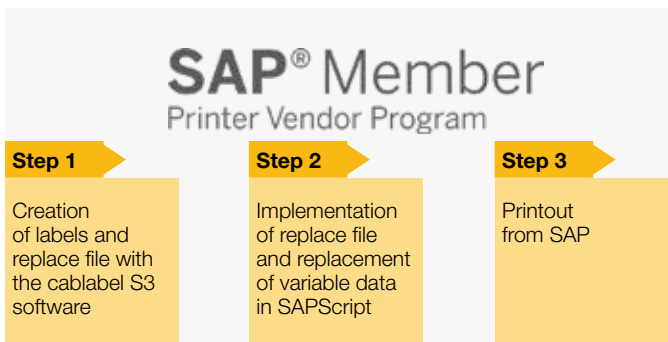 SAP® Member
Printer Vendor Program
Step 1
Creation
of labels and
replace file with
the cablabel S3
software
Step 2
Implementation
of replace file
and replacement
of variable data
in SAPScript
Step 3
Printout
from SAP